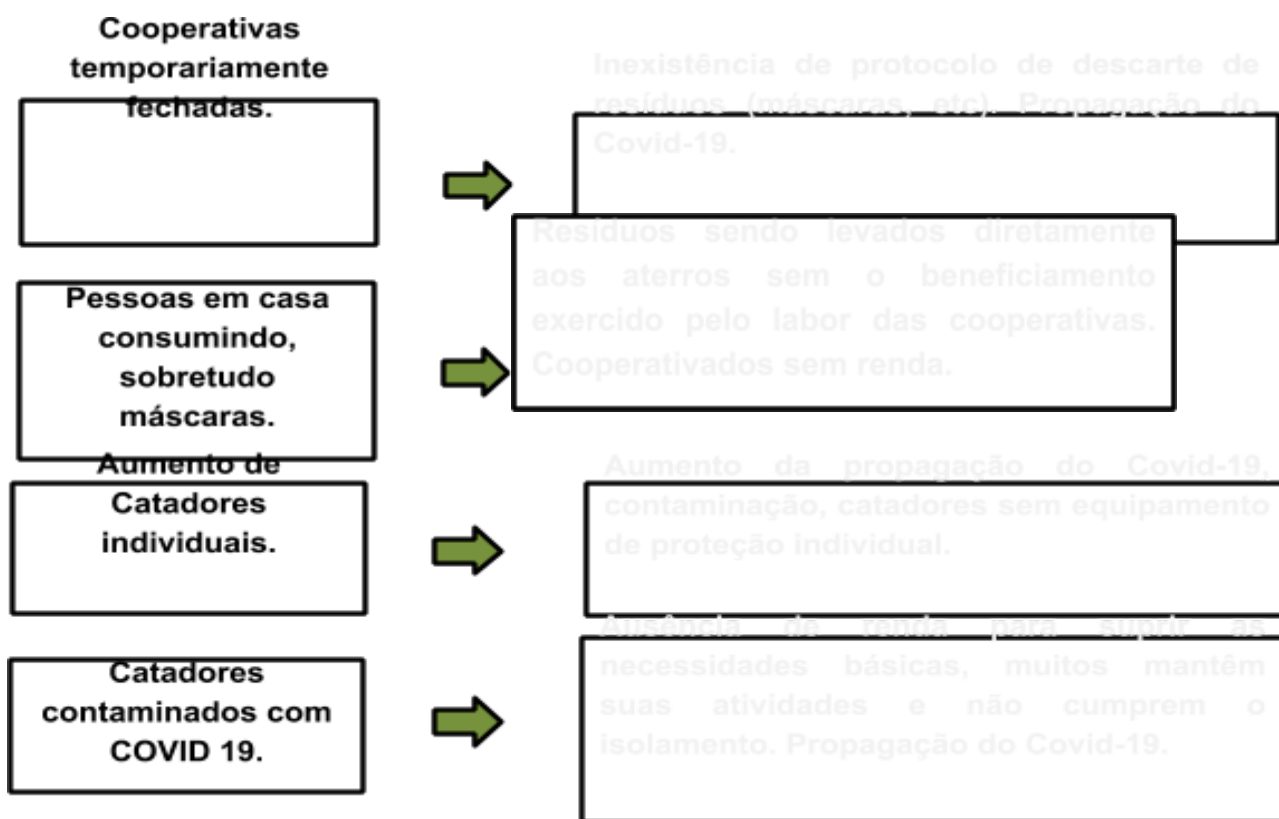 Cooperativas
temporariamente
fechadas.
Inexistência de protocolo de descarte de
resíduos (máscaras, etc). Propagação do
Covid-19.
Resíduos sendo levados diretamente
aos aterros sem o beneficiamento
exercido pelo labor das cooperativas.
Cooperativados sem renda.
Pessoas em casa
consumindo,
sobretudo
máscaras.
Aumento de
Catadores
individuais.
Aumento da propagação do Covid-19,
contaminação, catadores sem equipamento
de proteção individual.
Catadores
contaminados com
COVID 19.
Ausência de renda para suprir as
necessidades básicas, muitos mantêm
suas atividades e não cumprem o
isolamento. Propagação do Covid-19.